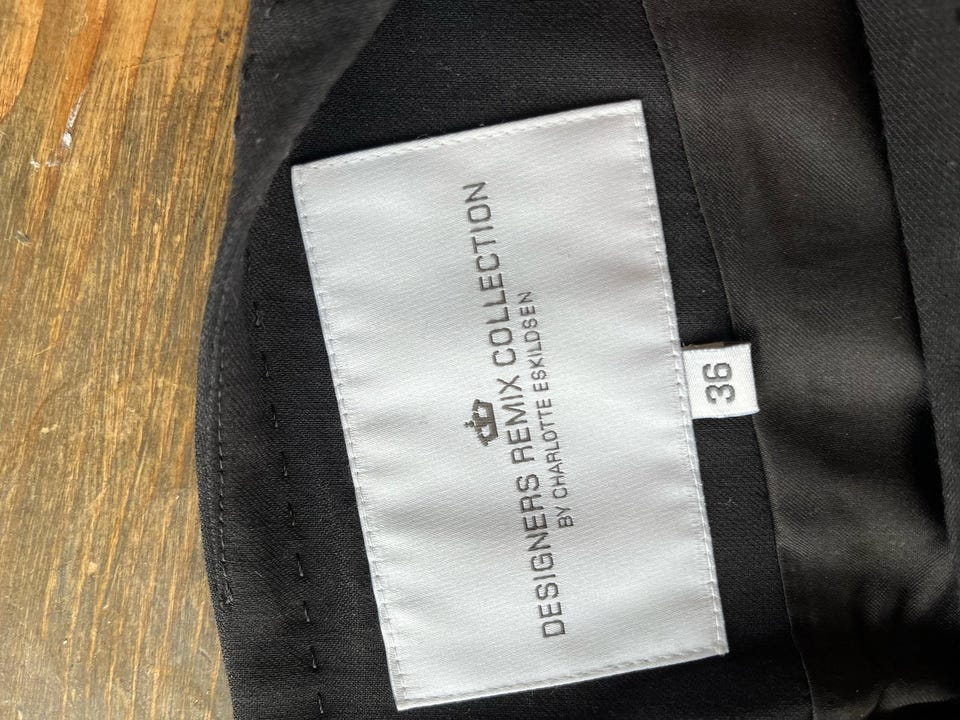 DESIGNERS REMIX COLLECTION
BY CHARLOTTE ESKILDSEN
36